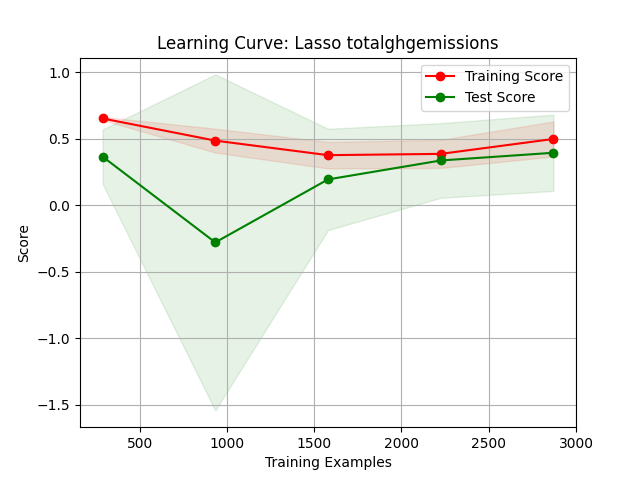 Learning Curve: Lasso totalghgemissions
Training Score
Test Score
1.0
0.5
0.0
−0.5
−1.0
−1.5
Score
500
1000
1500
2000
2500
3000
Training Examples